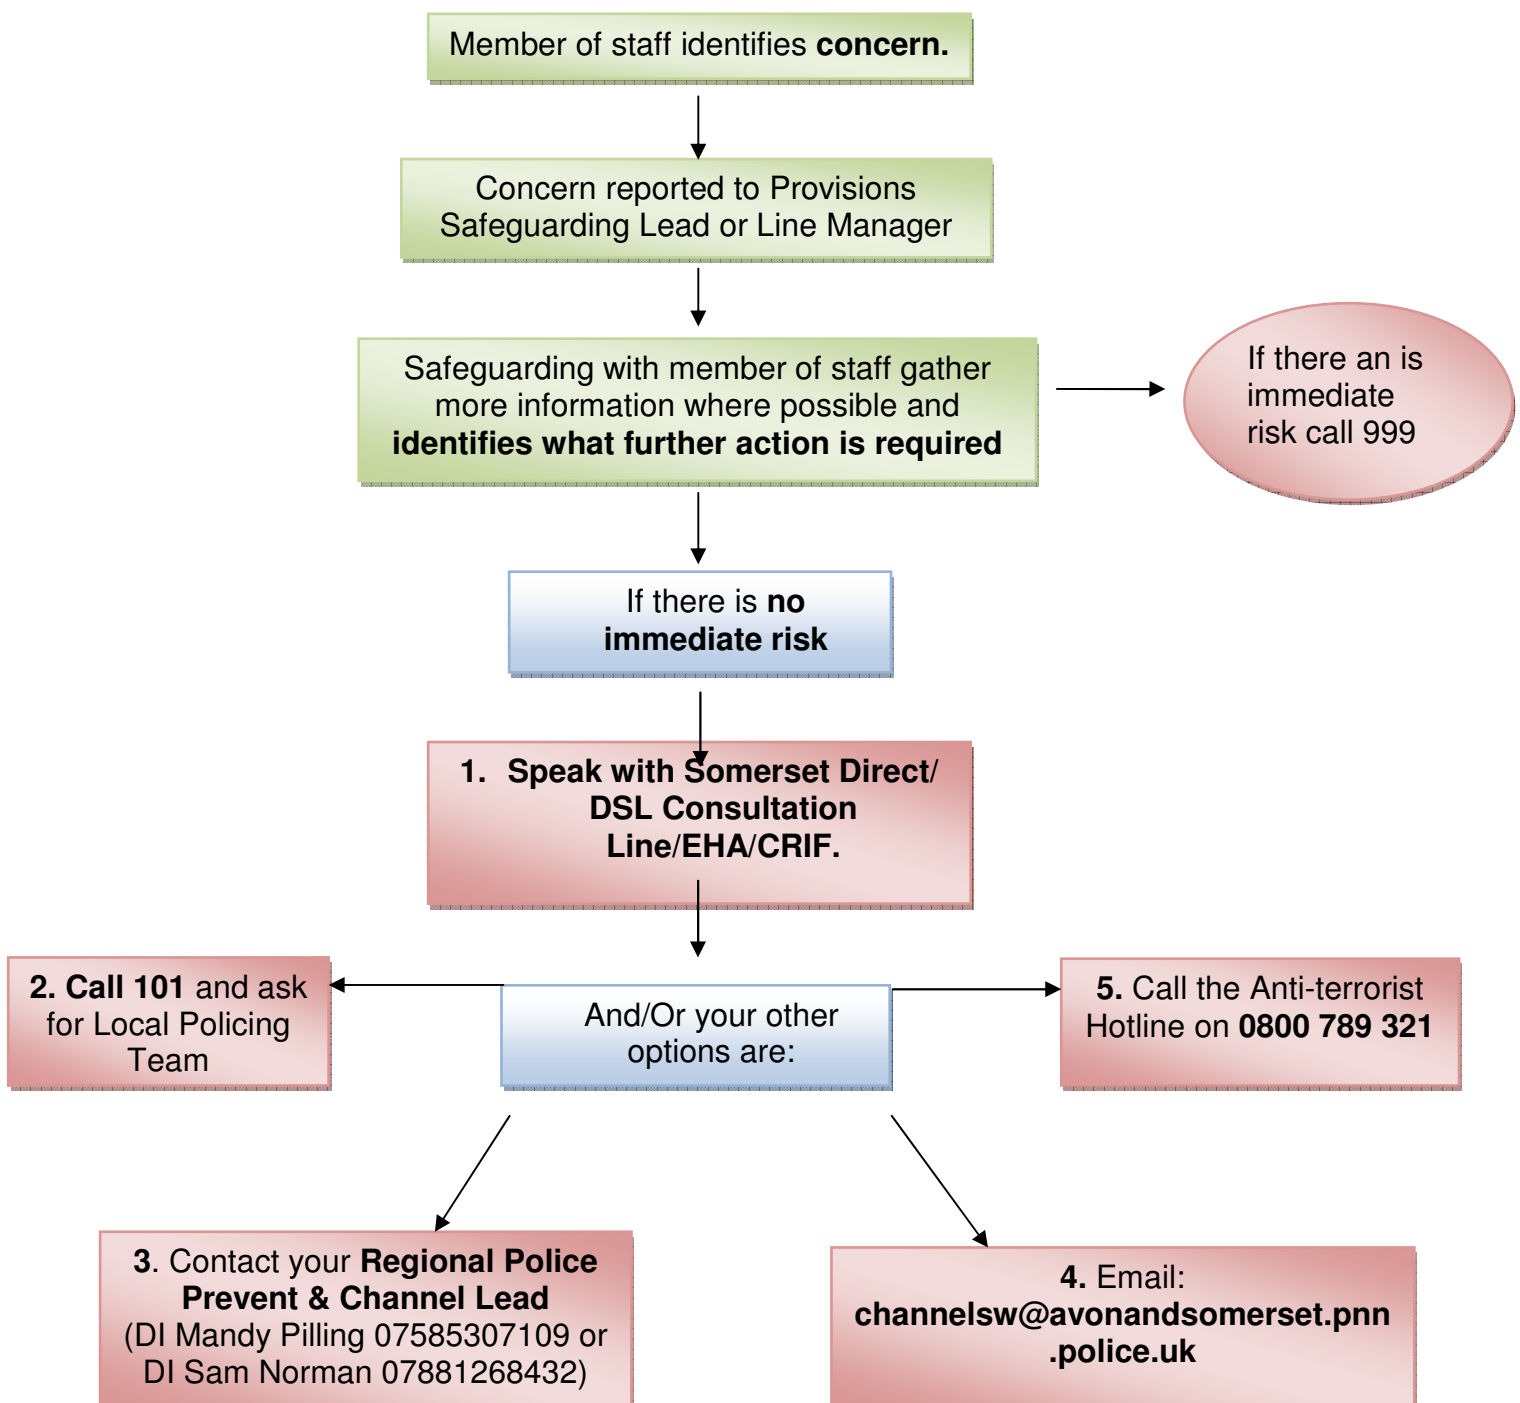 Member of staff identifies concern.
Concern reported to Provisions
Safeguarding Lead or Line Manager
Safeguarding with member of staff gather
more information where possible and
identifies what further action is required
If there an is
immediate
risk call 999
If there is no
immediate risk
1. Speak with Somerset Direct/
DSL Consultation
Line/EHA/CRIF.
2. Call 101 and ask
for Local Policing
Team
And/Or your other
options are:
5. Call the Anti-terrorist
Hotline on 0800 789 321
3. Contact your Regional Police
Prevent & Channel Lead
(DI Mandy Pilling 07585307109 or
DI Sam Norman 07881268432)
4. Email:
channelsw@avonandsomerset.pnn
.police.uk